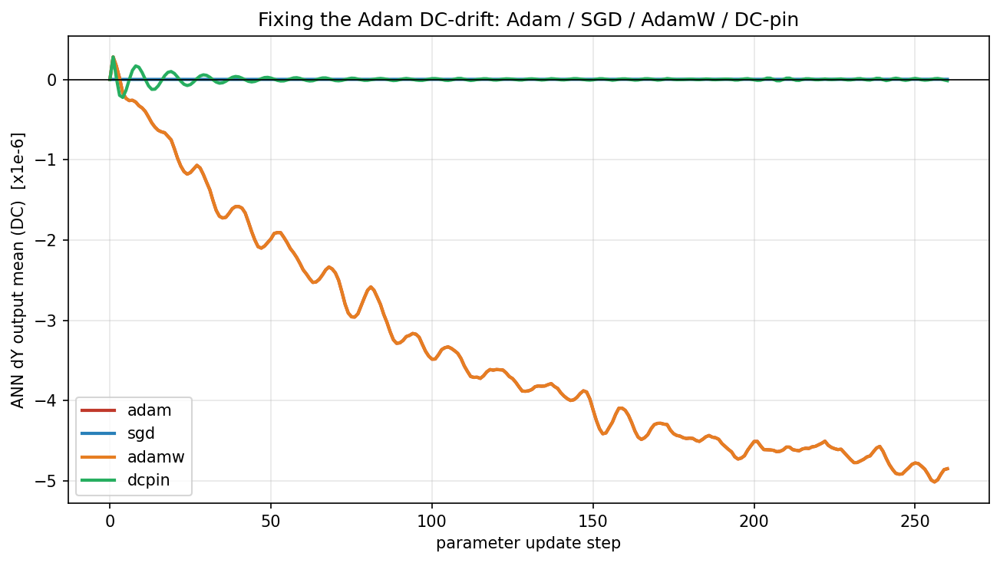 Fixing the Adam DC-drift: Adam / SGD / AdamW / DC-pin
ANN dY output mean (DC)  [x1e-6]
0
−1
−2
−3
−4
−5
adam
sgd
adamw
dcpin
0
50
100
150
200
250
parameter update step